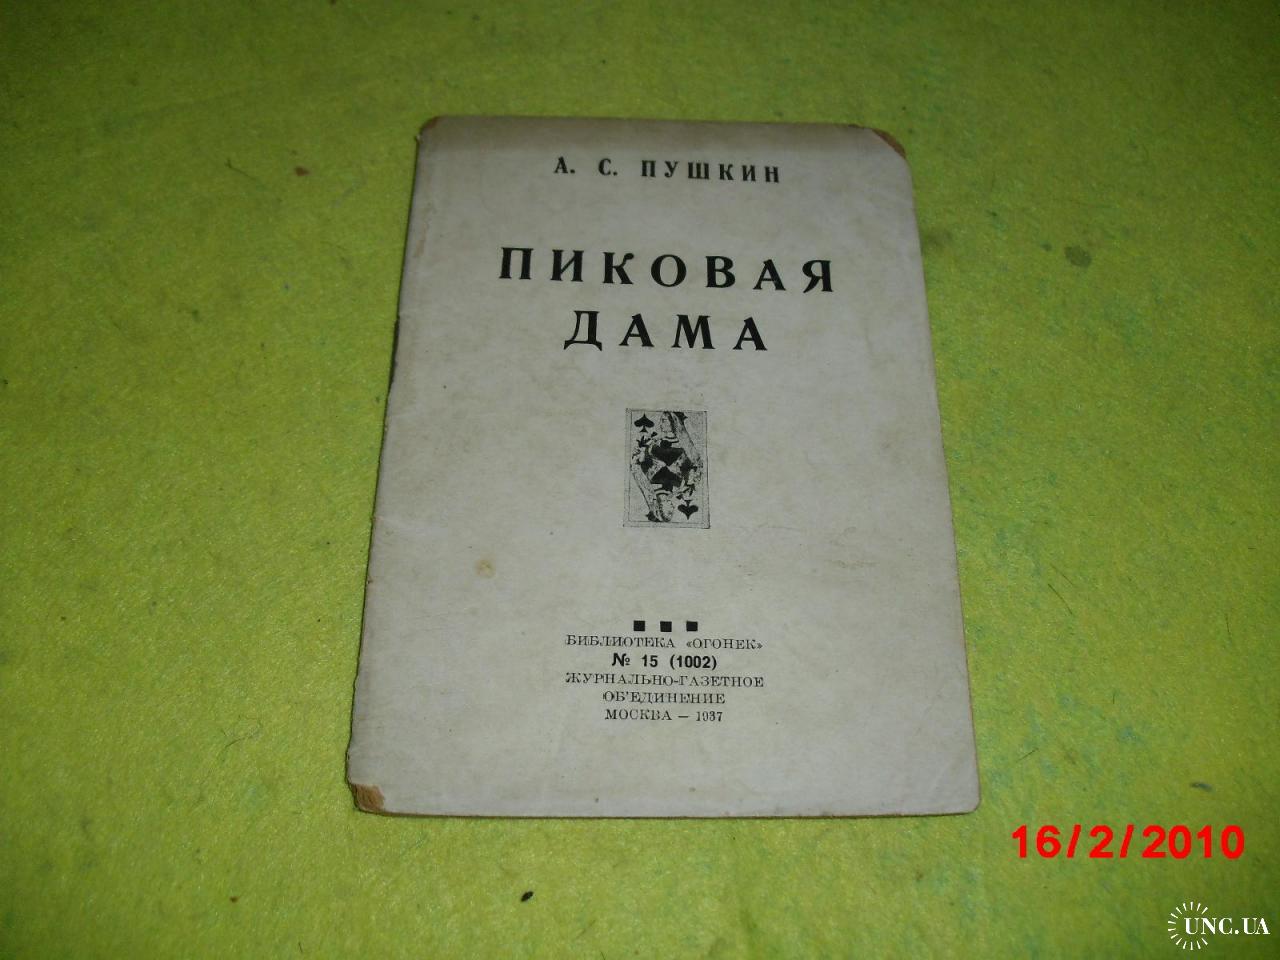 А. С. ПУШКИН
ПИКОВАЯ
ДАМА
БИБЛИОТЕКА «ОГОНЕК»
№ 15 (1002)
ЖУРНАЛЬНО-ГАЗЕТНОЕ
ОБ'ЕДИНЕНИЕ
МОСКВА — 1937
16/2/2010
UNC.UA